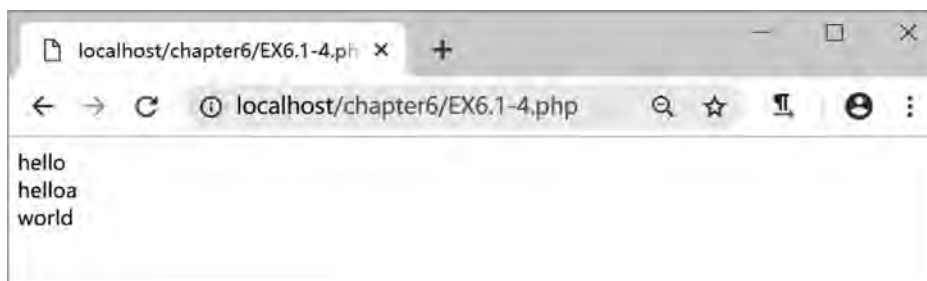 localhost/chapter6/EX6.1-4.ph
localhost/chapter6/EX6.1-4.php
hello
helloa
world